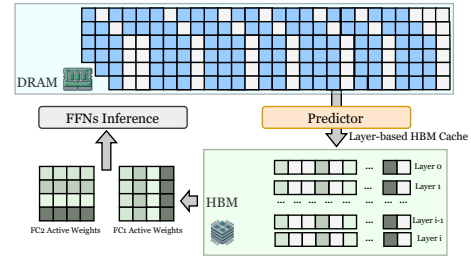 DRAM
FFNs Inference
Predictor
Layer-based HBM Cache
HBM
... Layer 0
... Layer 1
... ... ... ... ... ... ...
... Layer i-1
... Layer i
FC2 Active Weights
FC1 Active Weights